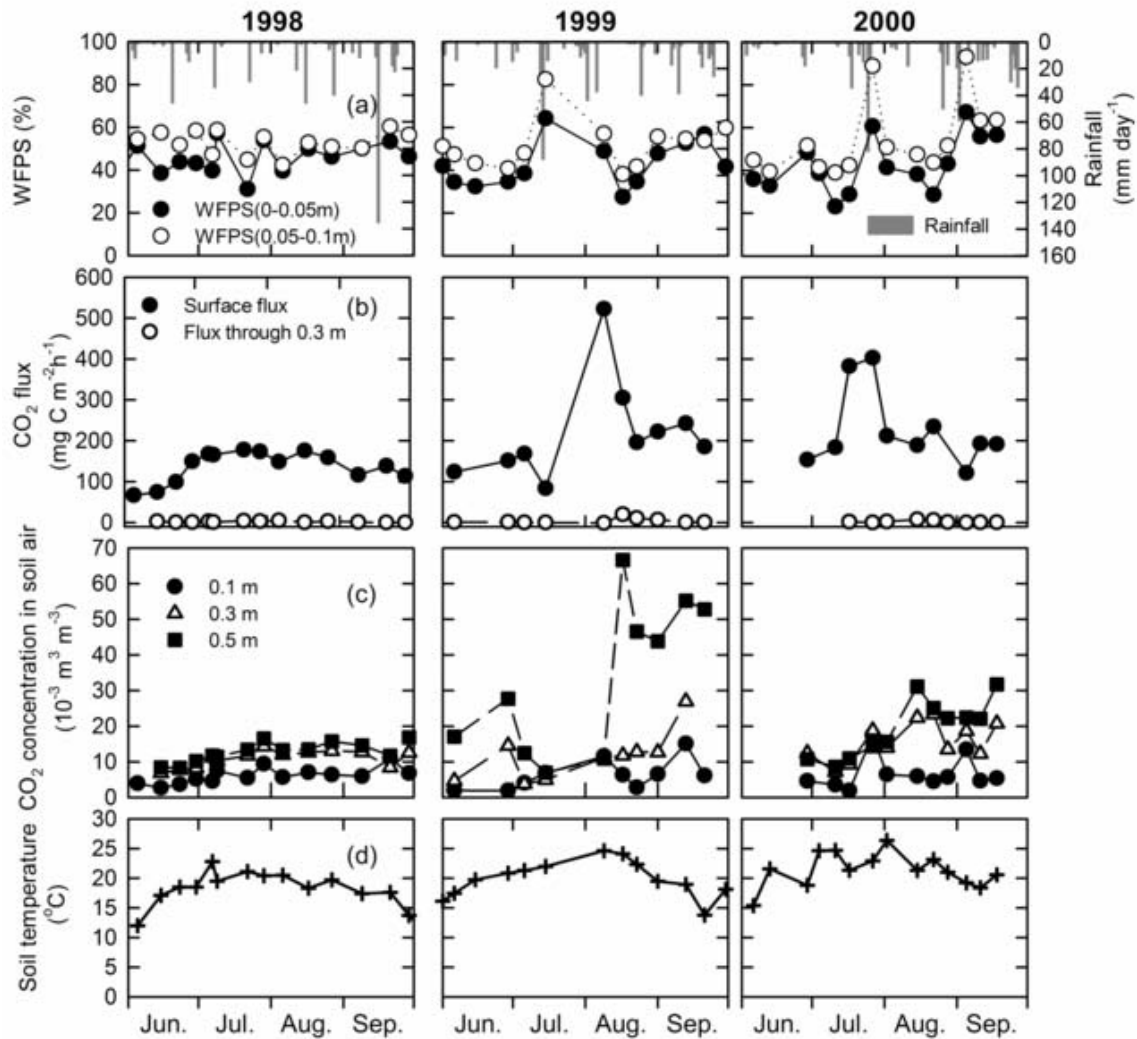 1998 1999 2000
WFPS (%)
100
80
60
40
20
0
(a)
WFPS(0-0.05m)
WFPS(0.05-0.1m)
Rainfall
0
20
40
60
80
100
120
140
160
Rainfall
(mm day⁻¹)
CO₂ flux
(mg C m⁻²h⁻¹)
600
500
400
300
200
100
0
Surface flux
Flux through 0.3 m
(b)
CO₂ concentration in soil air
(10⁻³ m³ m⁻³)
70
60
50
40
30
20
10
0
0.1 m
0.3 m
0.5 m
(c)
Soil temperature
(°C)
30
25
20
15
10
5
0
(d)
Jun. Jul. Aug. Sep. Jun. Jul. Aug. Sep. Jun. Jul. Aug. Sep.